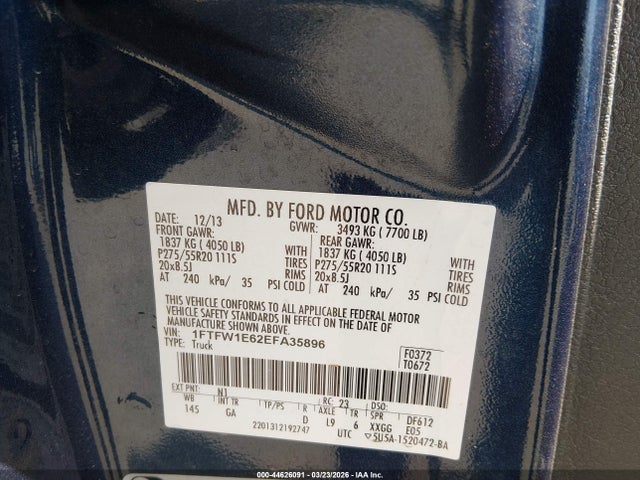 MFD. BY FORD MOTOR CO.
DATE: 12/13 GVWR: 3493 KG ( 7700 LB)
FRONT GAWR: REAR GAWR:
1837 KG ( 4050 LB) WITH 1837 KG ( 4050 LB) WITH
P275/55R20 111S TIRES P275/55R20 111S TIRES
20x8.5J RIMS 20x8.5J RIMS
AT 240 kPa/ 35 PSI COLD AT 240 kPa/ 35 PSI COLD
THIS VEHICLE CONFORMS TO ALL APPLICABLE FEDERAL MOTOR
VEHICLE SAFETY STANDARDS IN EFFECT ON THE DATE OF
MANUFACTURE SHOWN ABOVE.
VIN: 1FTFW1E62EFA35896 F0372
TYPE: Truck T0672
EXT PNT: N1 RC: 23 DSO:
WB INT TR TP/PS R AXLE TR SPR DF612
145 GA D L9 6 XXGG E05
2201312192747 UTC 5U5A-1520472-BA
000-44626091 - 03/23/2026 - IAA Inc.